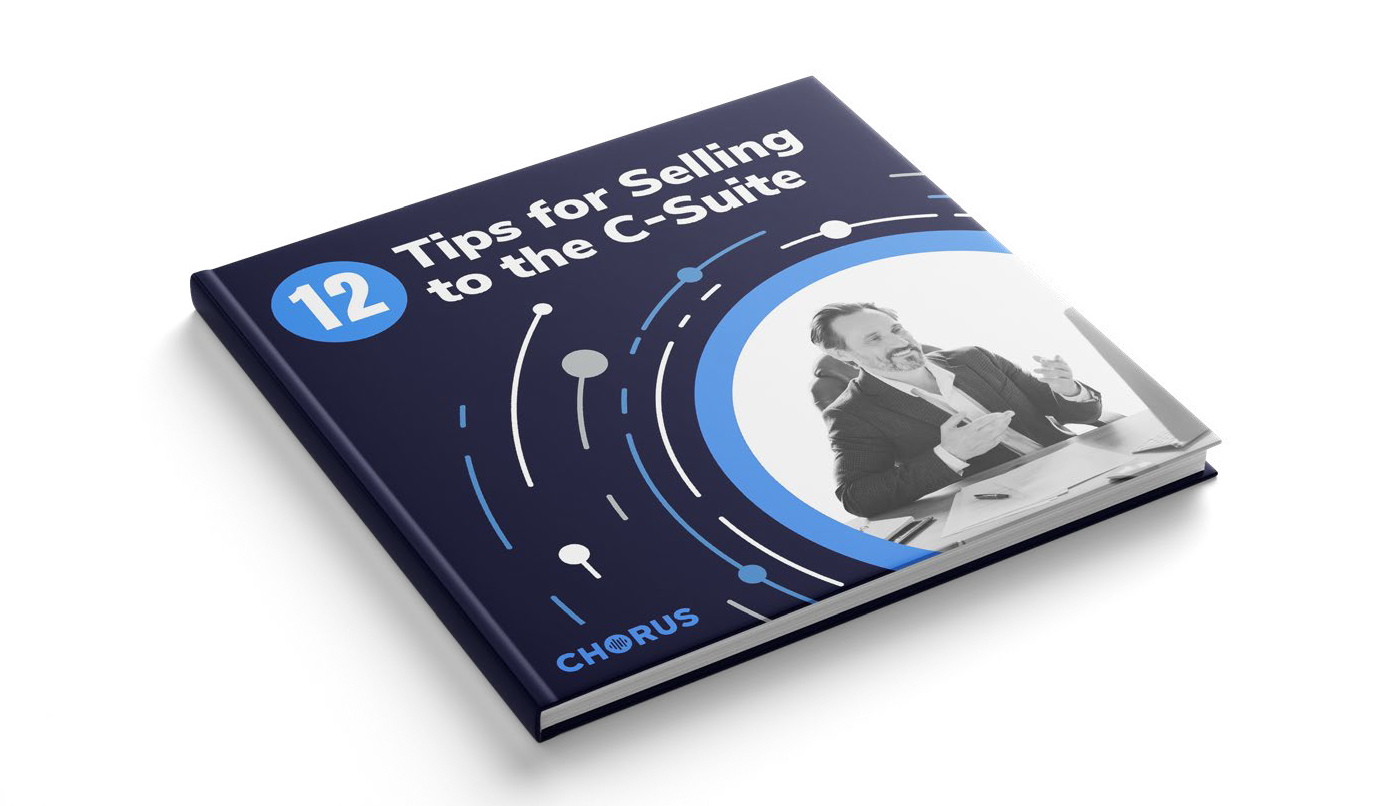 12
Tips for Selling
to the C-Suite
CHORUS